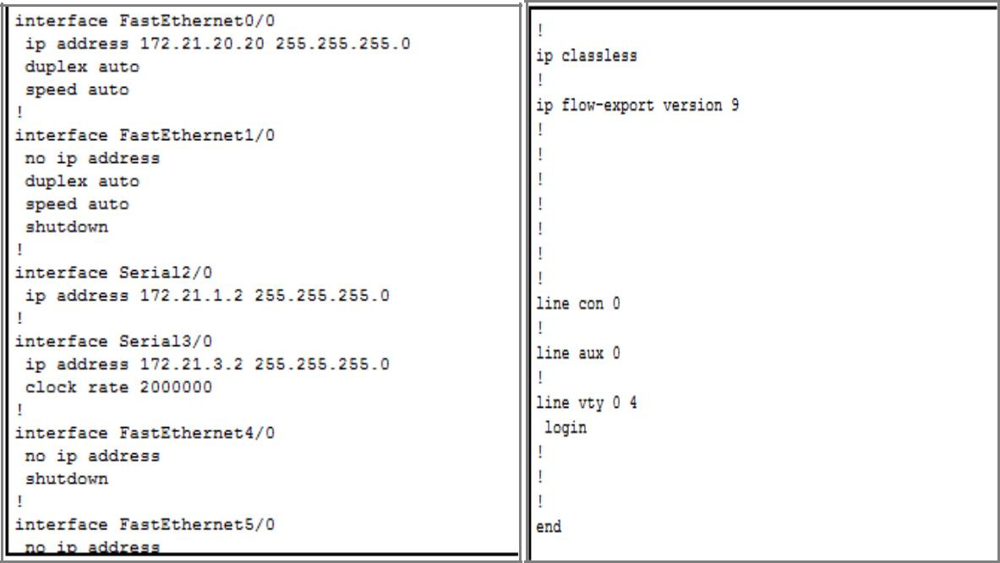 interface FastEthernet0/0
 ip address 172.21.20.20 255.255.255.0
 duplex auto
 speed auto
!
interface FastEthernet1/0
 no ip address
 duplex auto
 speed auto
 shutdown
!
interface Serial2/0
 ip address 172.21.1.2 255.255.255.0
!
interface Serial3/0
 ip address 172.21.3.2 255.255.255.0
 clock rate 2000000
!
interface FastEthernet4/0
 no ip address
 shutdown
!
interface FastEthernet5/0
 no ip address
!
ip classless
!
ip flow-export version 9
!
!
!
!
!
!
!
line con 0
!
line aux 0
!
line vty 0 4
 login
!
!
!
end